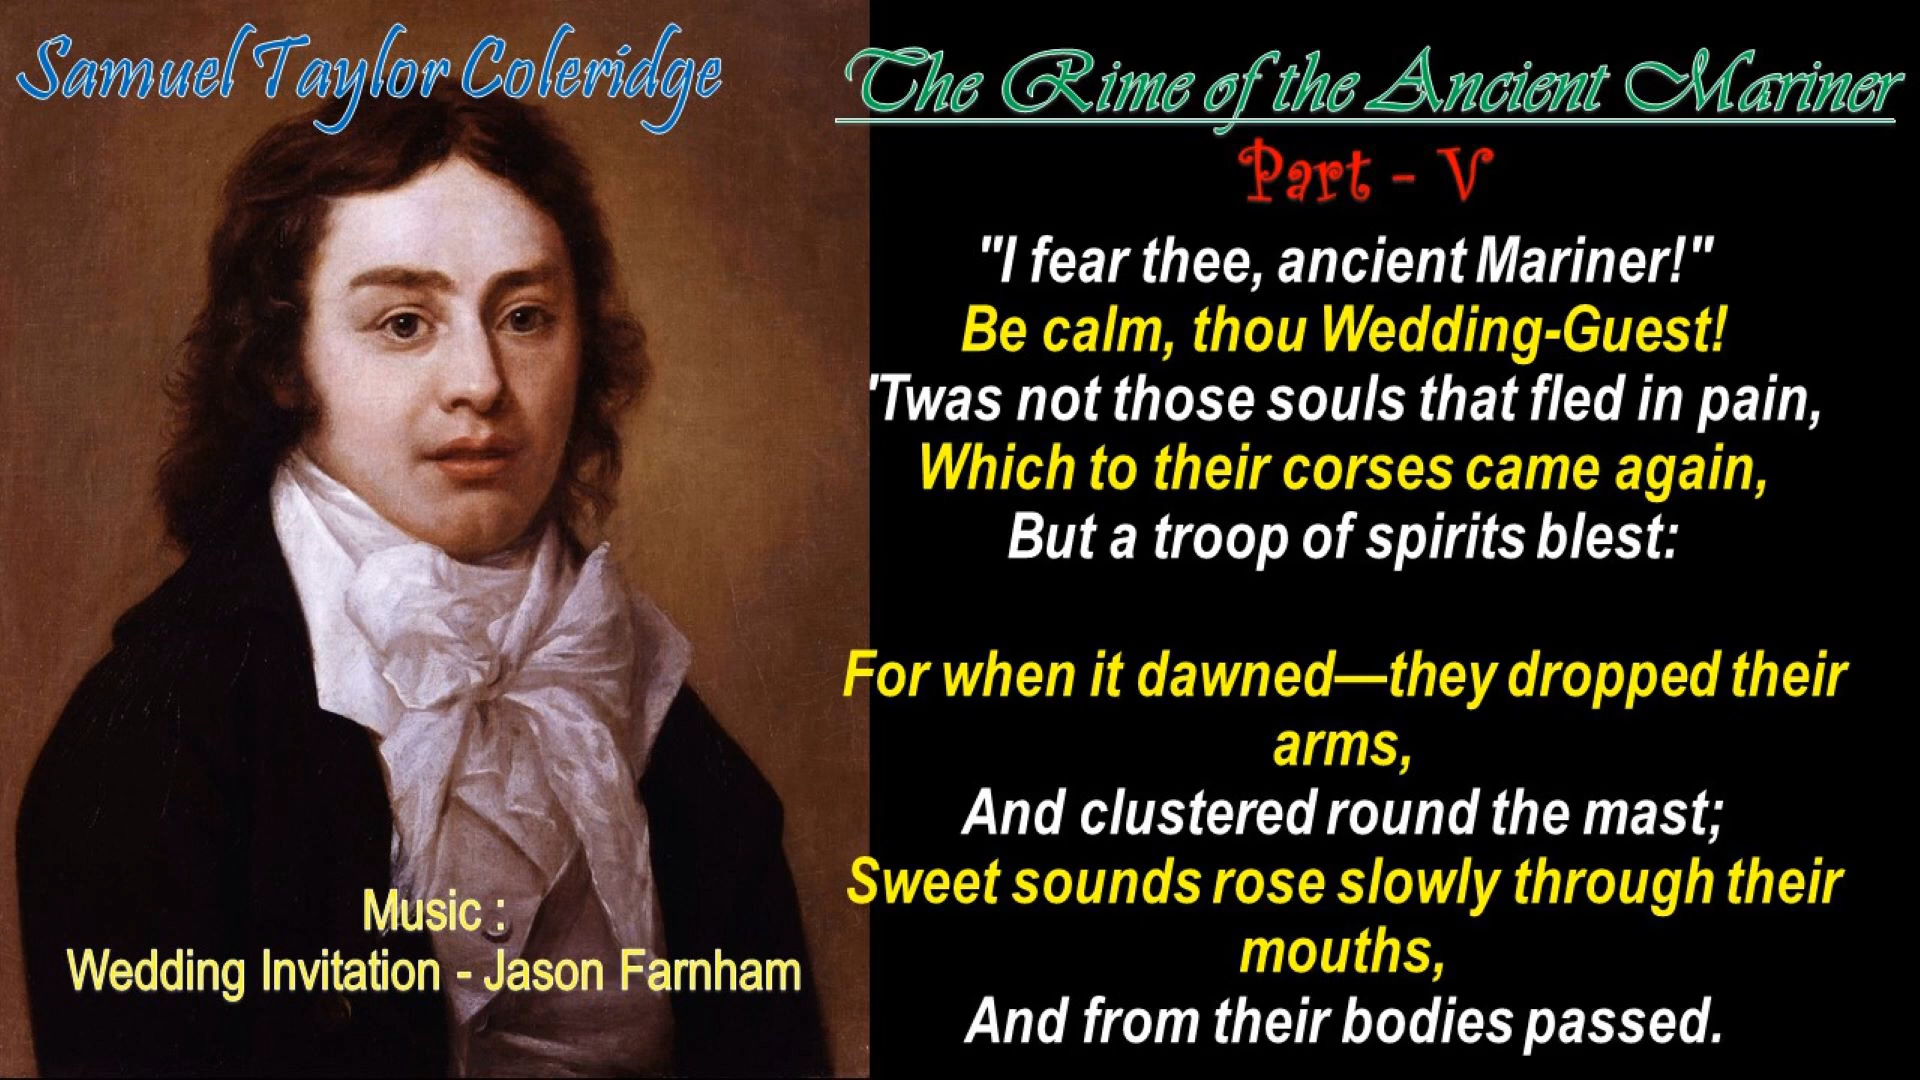 Samuel Taylor Coleridge
The Rime of the Ancient Mariner
Part - V
"I fear thee, ancient Mariner!"
Be calm, thou Wedding-Guest!
'Twas not those souls that fled in pain,
Which to their corses came again,
But a troop of spirits blest:
For when it dawned—they dropped their
arms,
And clustered round the mast;
Sweet sounds rose slowly through their
mouths,
And from their bodies passed.
Music :
Wedding Invitation - Jason Farnham